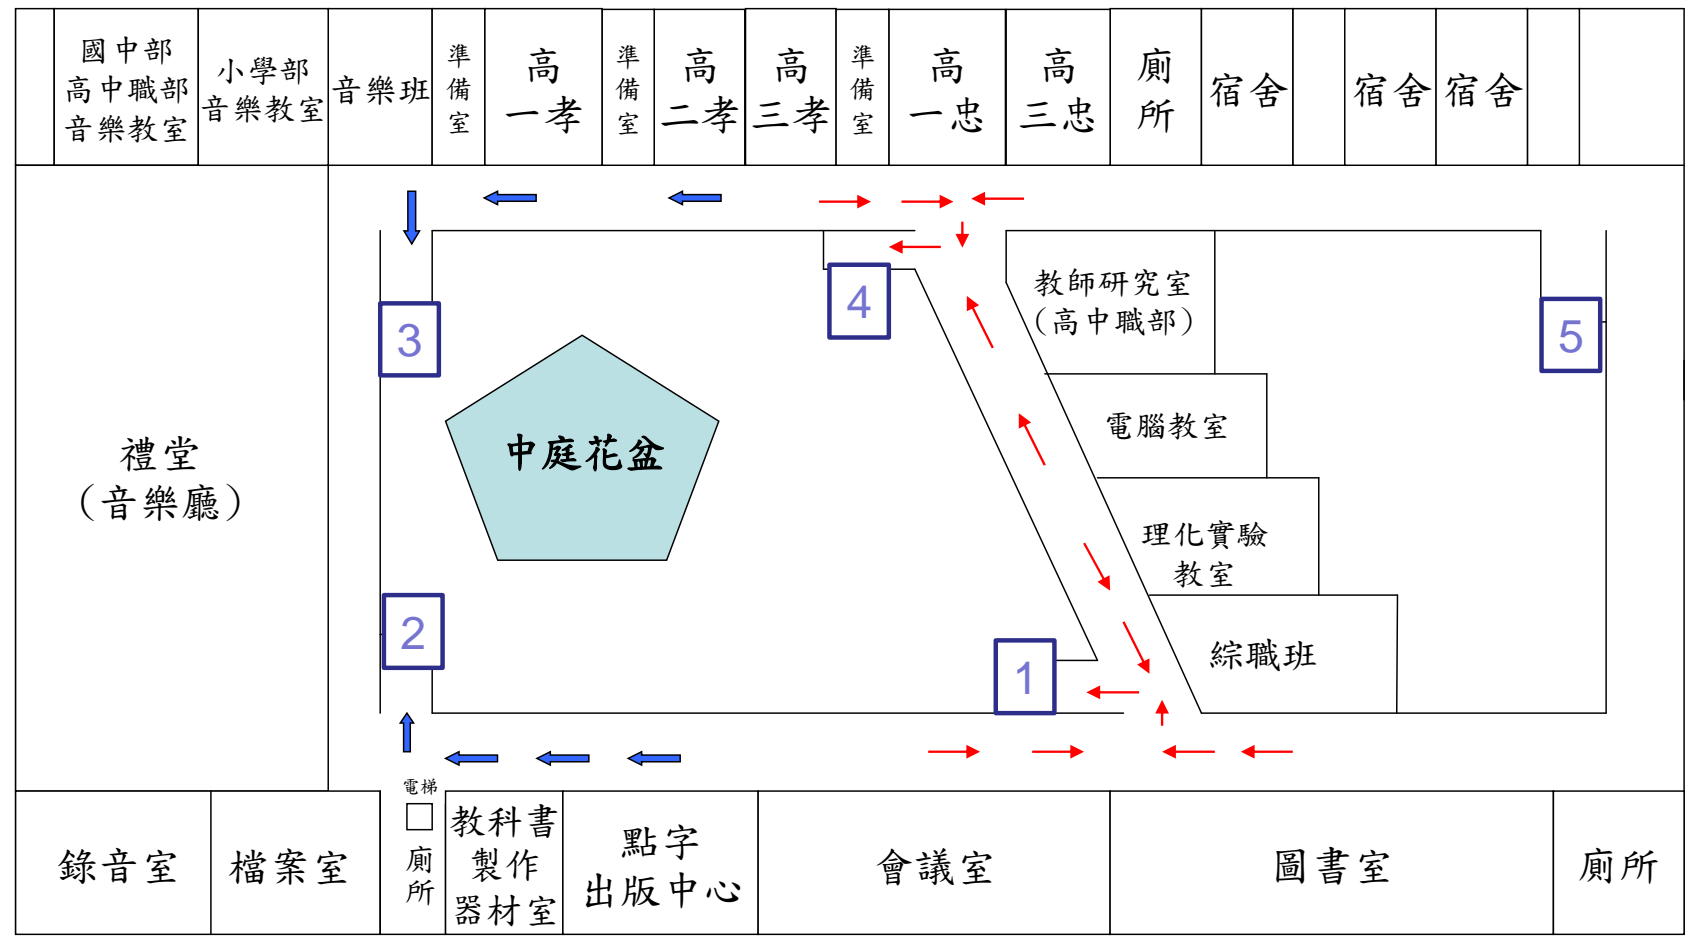 國中部
高中職部
音樂教室
小學部
音樂教室
音樂班
準
備
室
高
一孝
準
備
室
高
二孝
高
三孝
準
備
室
高
一忠
高
三忠
廁
所
宿舍
宿舍
宿舍
教師研究室
（高中職部）
4
3
5
電腦教室
中庭花盆
禮堂
（音樂廳）
理化實驗
教室
2
綜職班
1
電梯
錄音室
檔案室
廁
所
教科書
製作
器材室
點字
出版中心
會議室
圖書室
廁所